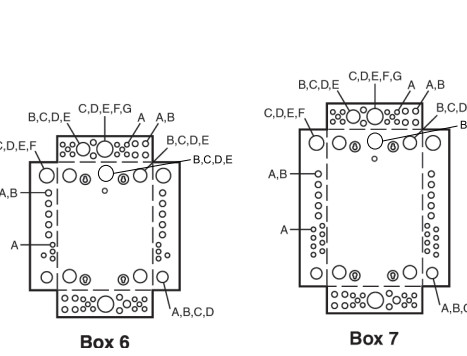 C,D,E,F,G
B,C,D,E
A
A,B
C,D,E,F
B,C,D,E
B,C,D,E
A,B
A
A,B,C,D
Box 6
C,D,E,F,G
B,C,D,E
A
A,B
C,D,E,F
B,C,D
B
A,B
A
A,B,C
Box 7